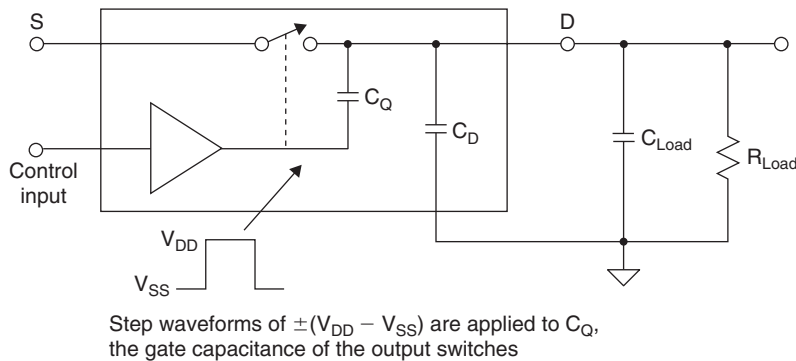 S
D
C_Q
C_D
C_Load
R_Load
Control
input
V_DD
V_SS
Step waveforms of ±(V_DD − V_SS) are applied to C_Q,
the gate capacitance of the output switches